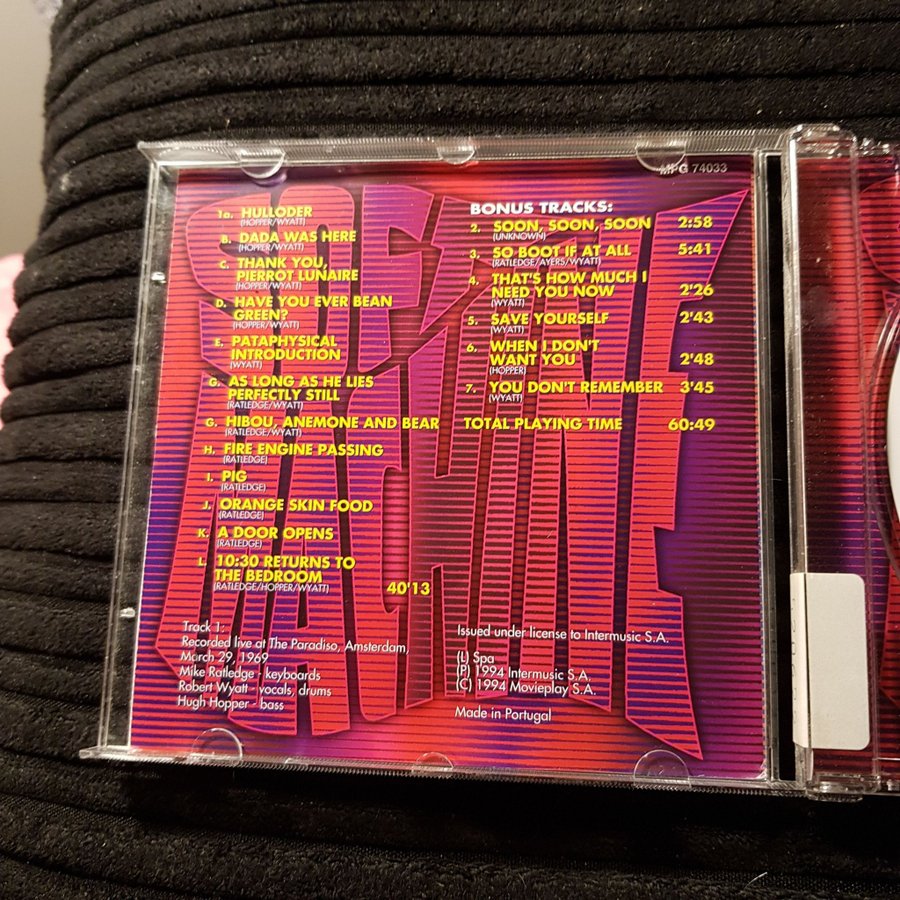 SOFT
MACHINE
MPG 74033
1a. HULLODER
(HOPPER/WYATT)
B. DADA WAS HERE
(HOPPER/WYATT)
C. THANK YOU,
PIERROT LUNAIRE
(HOPPER/WYATT)
D. HAVE YOU EVER BEAN
GREEN?
(HOPPER/WYATT)
E. PATAPHYSICAL
INTRODUCTION
(WYATT)
G. AS LONG AS HE LIES
PERFECTLY STILL
(RATLEDGE/WYATT)
G. HIBOU, ANEMONE AND BEAR
(RATLEDGE/WYATT)
H. FIRE ENGINE PASSING
(RATLEDGE)
I. PIG
(RATLEDGE)
J. ORANGE SKIN FOOD
(RATLEDGE)
K. A DOOR OPENS
(RATLEDGE)
L. 10:30 RETURNS TO
THE BEDROOM
(RATLEDGE/HOPPER/WYATT) 40'13
BONUS TRACKS:
2. SOON, SOON, SOON 2:58
(UNKNOWN)
3. SO BOOT IF AT ALL 5:41
(RATLEDGE/AYERS/WYATT)
4. THAT'S HOW MUCH I
NEED YOU NOW 2'26
(WYATT)
5. SAVE YOURSELF 2'43
(WYATT)
6. WHEN I DON'T
WANT YOU 2'48
(HOPPER)
7. YOU DON'T REMEMBER 3'45
(WYATT)
TOTAL PLAYING TIME 60:49
Track 1:
Recorded live at The Paradiso, Amsterdam,
March 29, 1969
Mike Ratledge - keyboards
Robert Wyatt - vocals, drums
Hugh Hopper - bass
Issued under license to Intermusic S.A.
(L) Spa
(P) 1994 Intermusic S.A.
(C) 1994 Movieplay S.A.
Made in Portugal